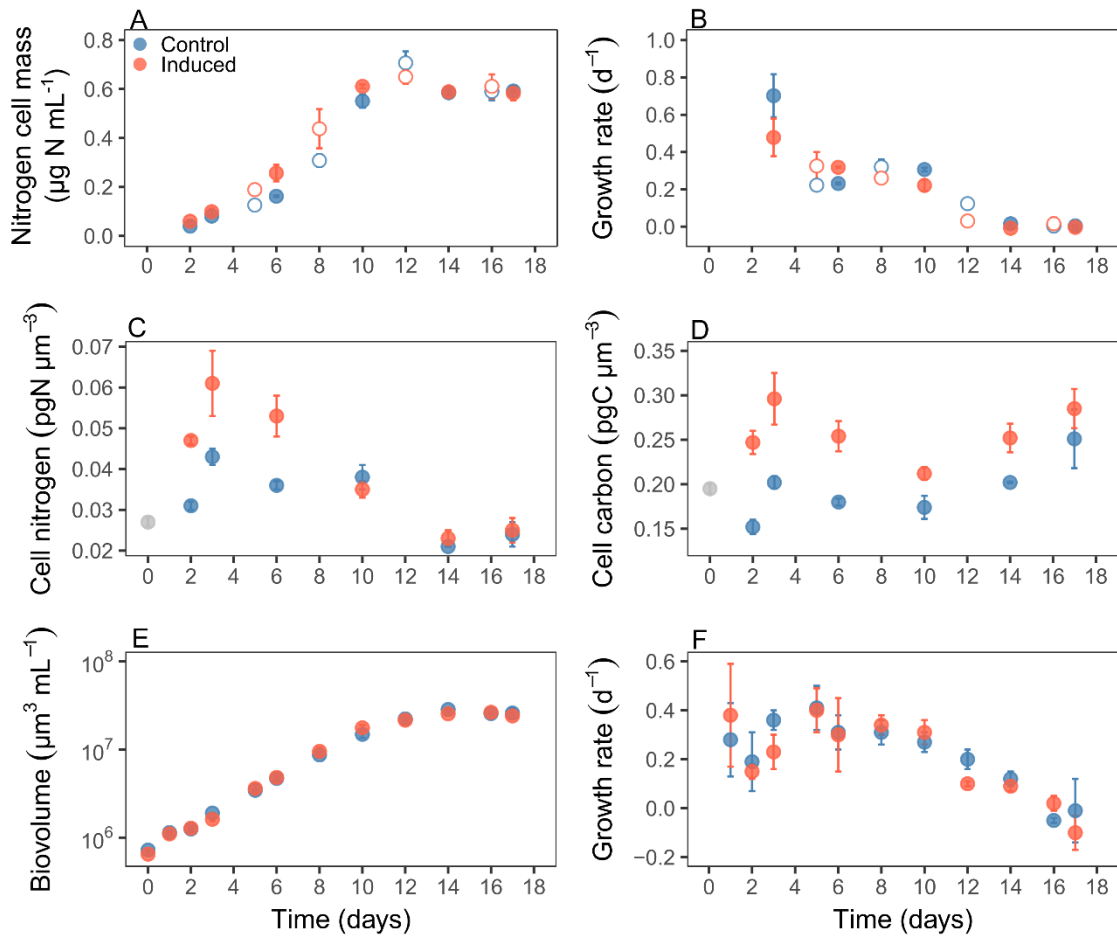 A
B
Nitrogen cell mass
(µg N mL⁻¹)
0.8
0.6
0.4
0.2
0.0
Control
Induced
0 2 4 6 8 10 12 14 16 18
Growth rate (d⁻¹)
1.0
0.8
0.6
0.4
0.2
0.0
0 2 4 6 8 10 12 14 16 18
C
D
Cell nitrogen (pgN µm⁻³)
0.07
0.06
0.05
0.04
0.03
0.02
0 2 4 6 8 10 12 14 16 18
Cell carbon (pgC µm⁻³)
0.35
0.30
0.25
0.20
0.15
0 2 4 6 8 10 12 14 16 18
E
F
Biovolume (µm³ mL⁻¹)
10⁸
10⁷
10⁶
0 2 4 6 8 10 12 14 16 18
Time (days)
Growth rate (d⁻¹)
0.6
0.4
0.2
0.0
−0.2
0 2 4 6 8 10 12 14 16 18
Time (days)